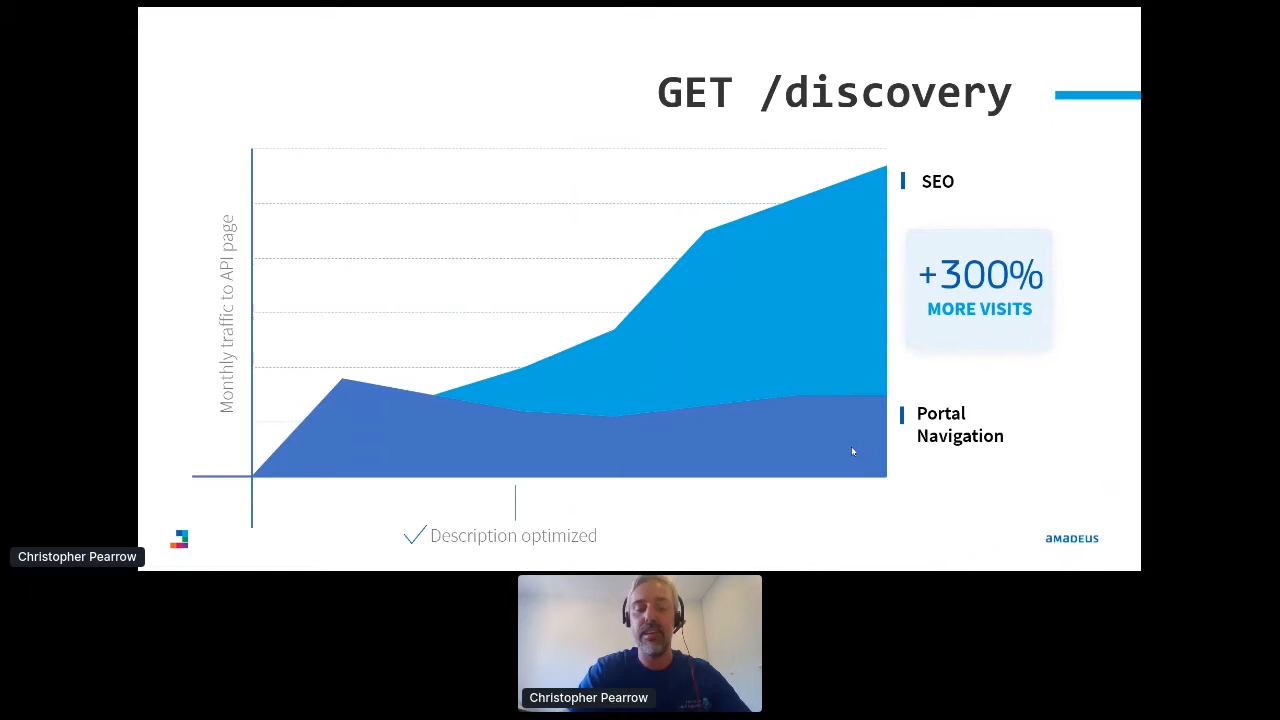 GET /discovery
Monthly traffic to API page
SEO
+300%
MORE VISITS
Portal
Navigation
Description optimized
amadeus
Christopher Pearrow
Christopher Pearrow